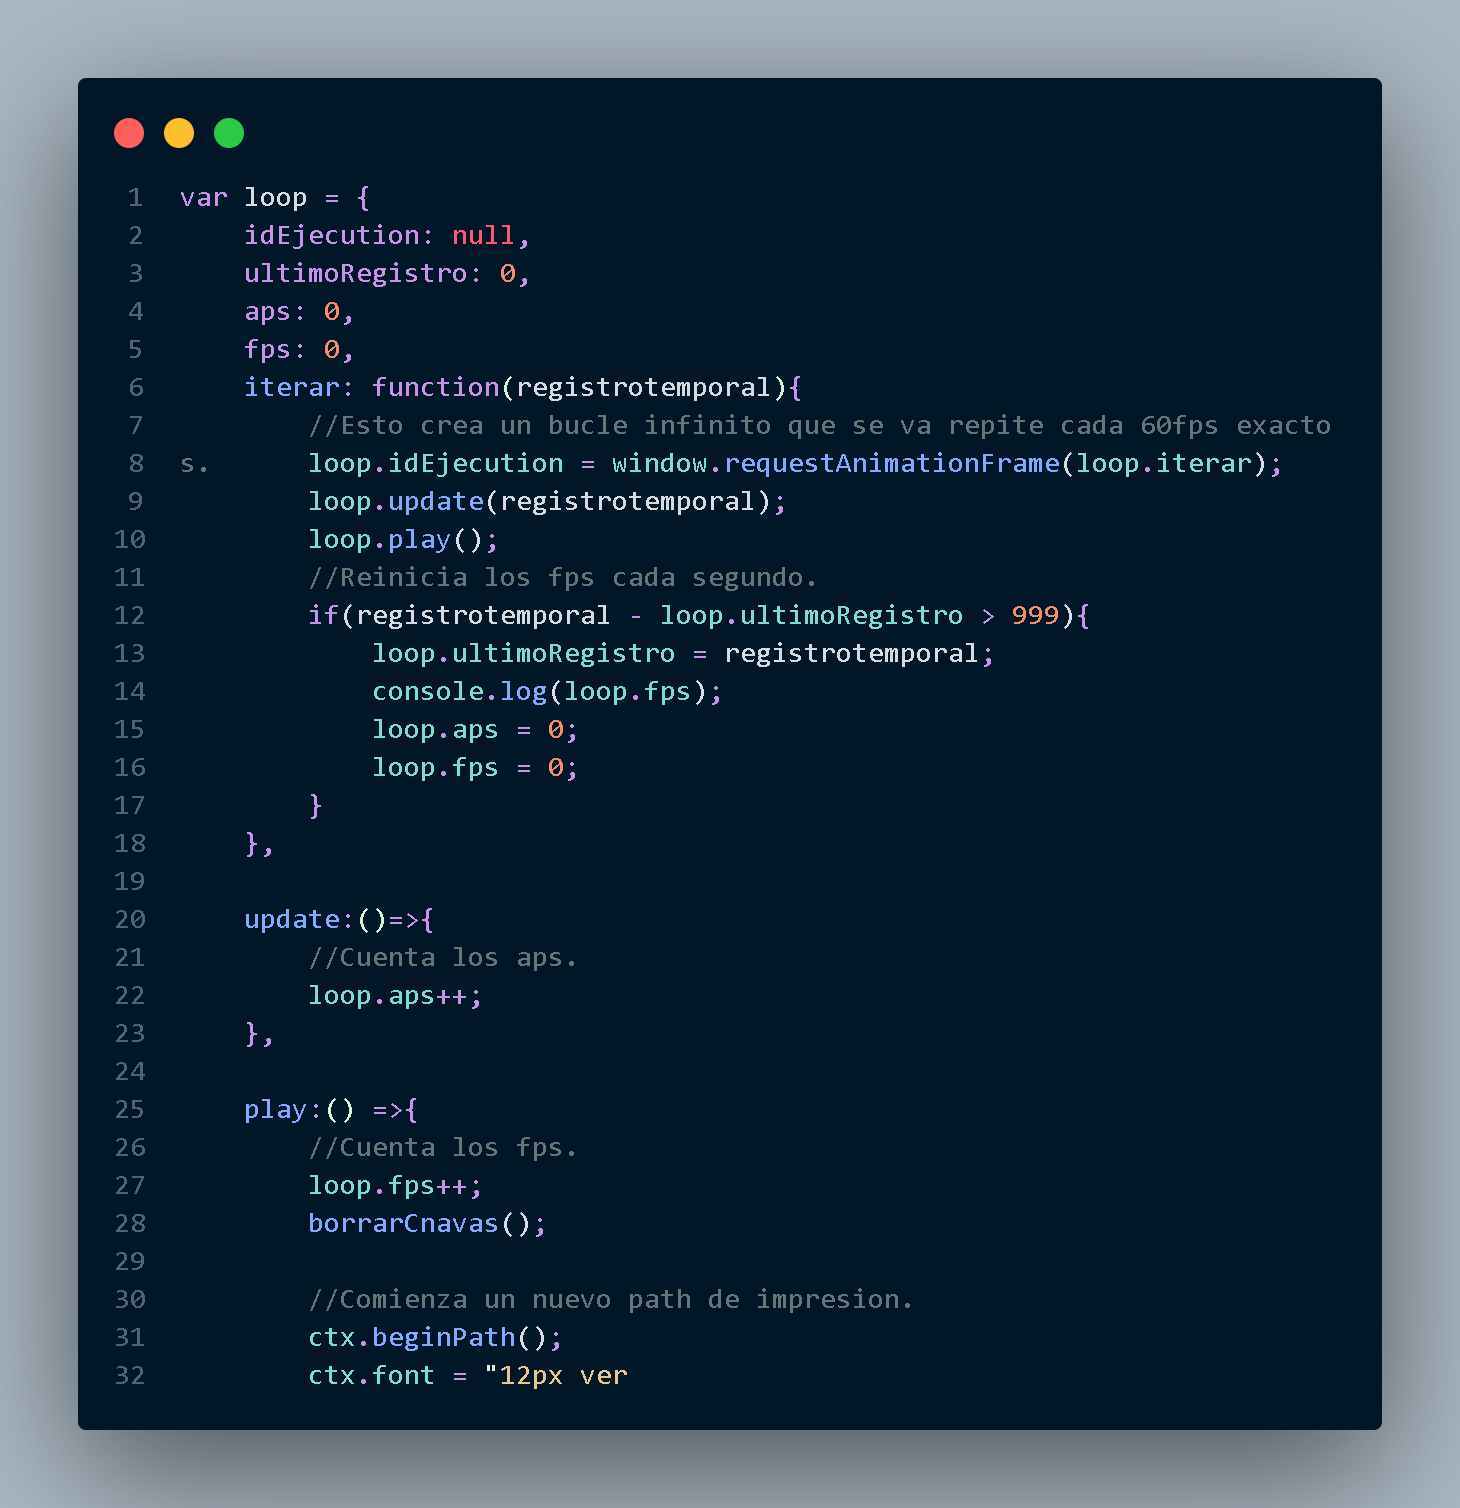 1 var loop = {
2     idEjecution: null,
3     ultimoRegistro: 0,
4     aps: 0,
5     fps: 0,
6     iterar: function(registrotemporal){
7         //Esto crea un bucle infinito que se va repite cada 60fps exacto
8 s.      loop.idEjecution = window.requestAnimationFrame(loop.iterar);
9         loop.update(registrotemporal);
10         loop.play();
11         //Reinicia los fps cada segundo.
12         if(registrotemporal - loop.ultimoRegistro > 999){
13             loop.ultimoRegistro = registrotemporal;
14             console.log(loop.fps);
15             loop.aps = 0;
16             loop.fps = 0;
17         }
18     },
19
20     update:()=>{
21         //Cuenta los aps.
22         loop.aps++;
23     },
24
25     play:() =>{
26         //Cuenta los fps.
27         loop.fps++;
28         borrarCnavas();
29
30         //Comienza un nuevo path de impresion.
31         ctx.beginPath();
32         ctx.font = "12px ver